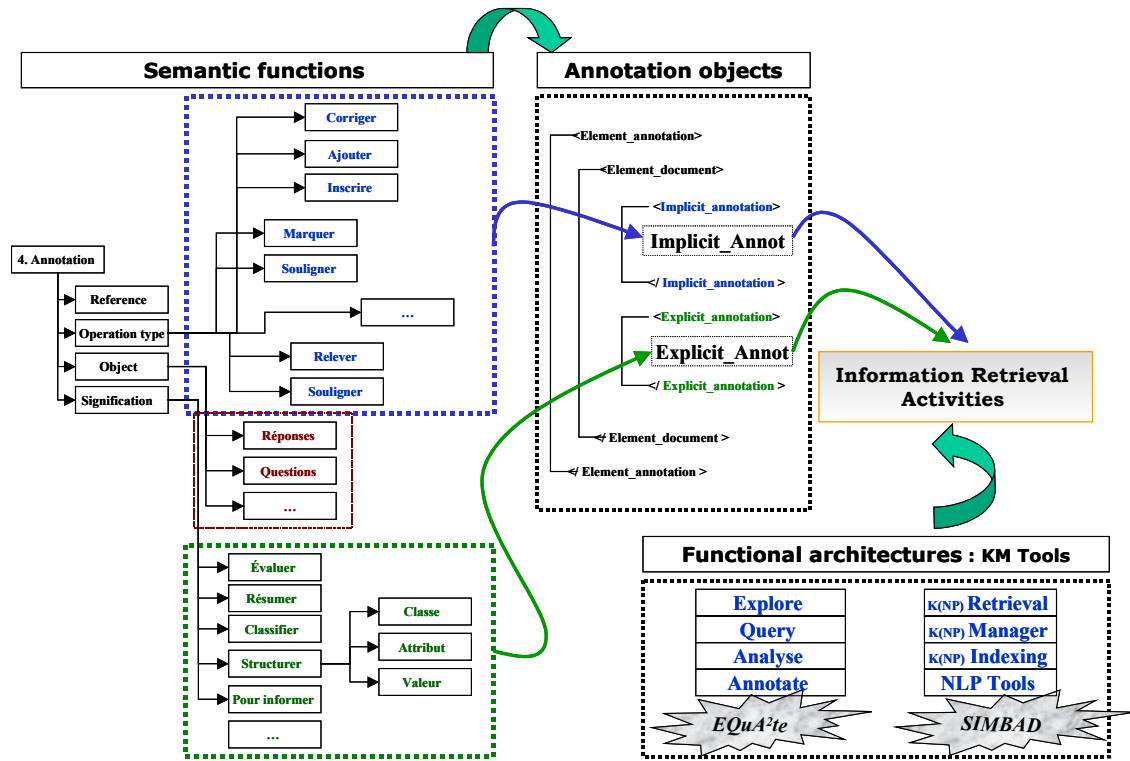 Semantic functions
Annotation objects
Corriger
Ajouter
Inscrire
Marquer
Souligner
...
Relever
Souligner
4. Annotation
Reference
Operation type
Object
Signification
Réponses
Questions
...
Évaluer
Résumer
Classifier
Structurer
Pour informer
...
Classe
Attribut
Valeur
<Element_annotation>
<Element_document>
<Implicit_annotation>
Implicit_Annot
</ Implicit_annotation >
<Explicit_annotation>
Explicit_Annot
</ Explicit_annotation >
</ Element_document >
</ Element_annotation >
Information Retrieval
Activities
Functional architectures : KM Tools
Explore
Query
Analyse
Annotate
EQuA²te
K(NP) Retrieval
K(NP) Manager
K(NP) Indexing
NLP Tools
SIMBAD